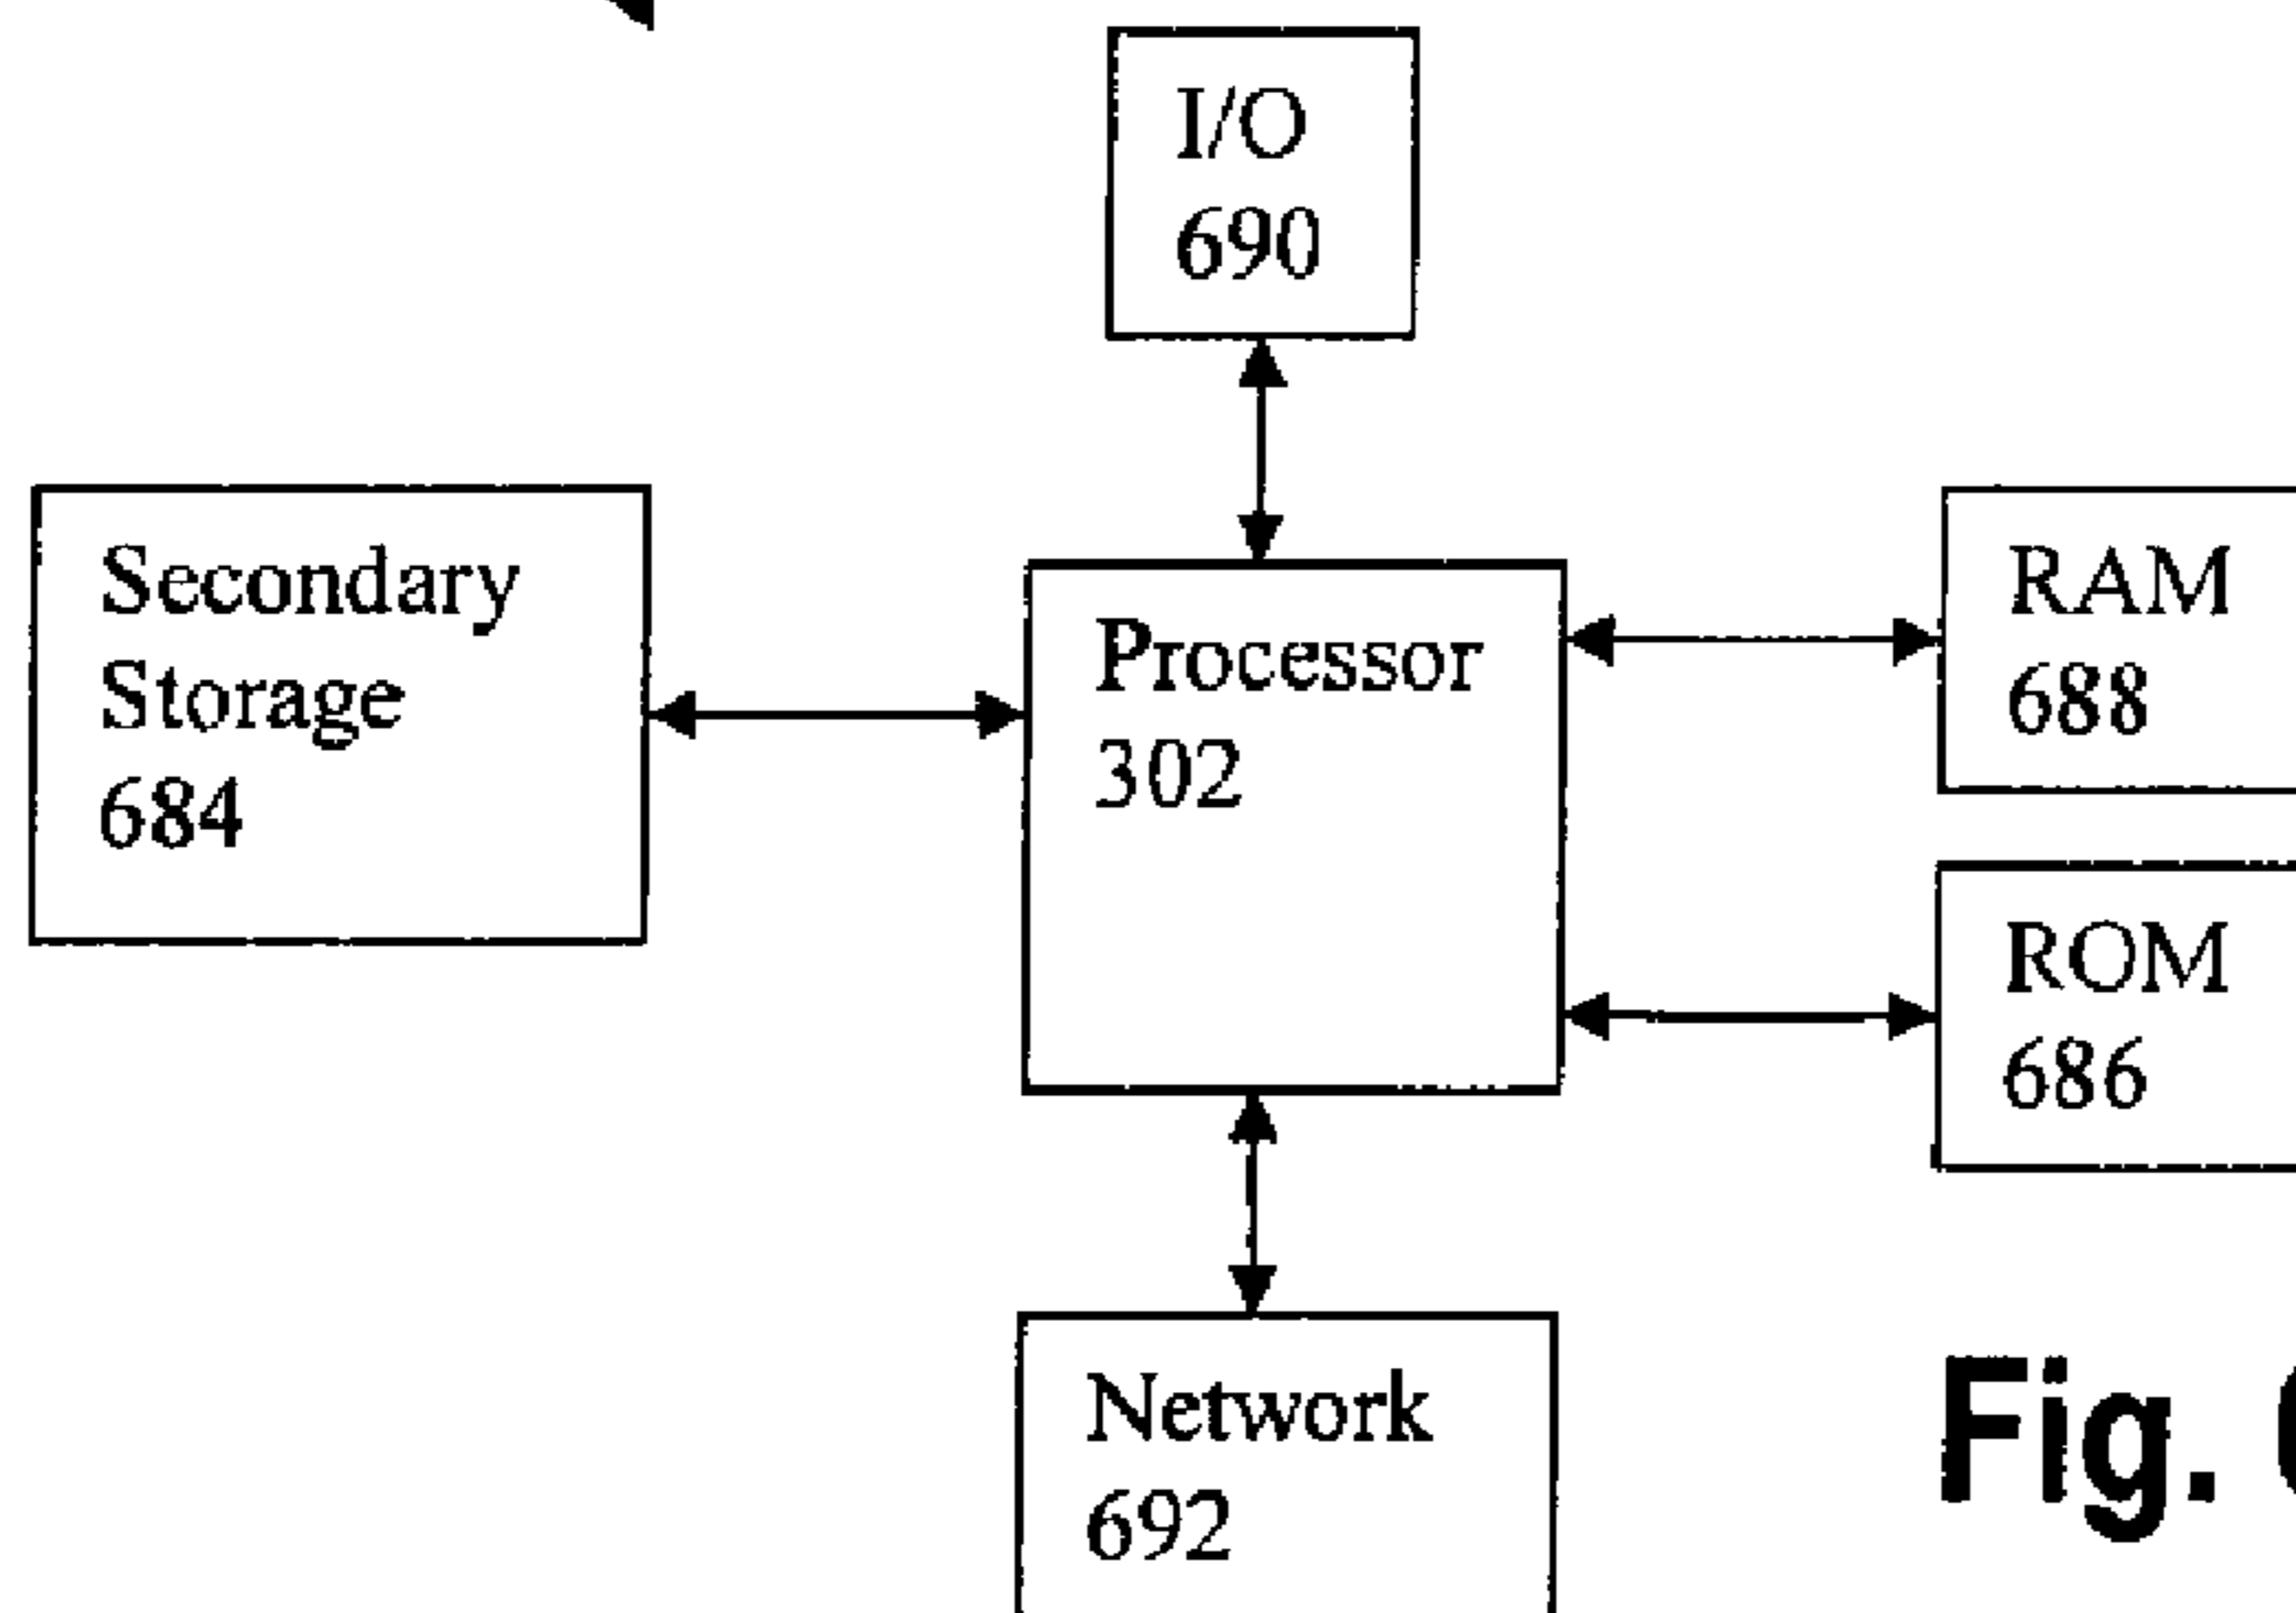 I/O
690
Secondary
Storage
684
Processor
302
RAM
688
ROM
686
Network
692
Fig.